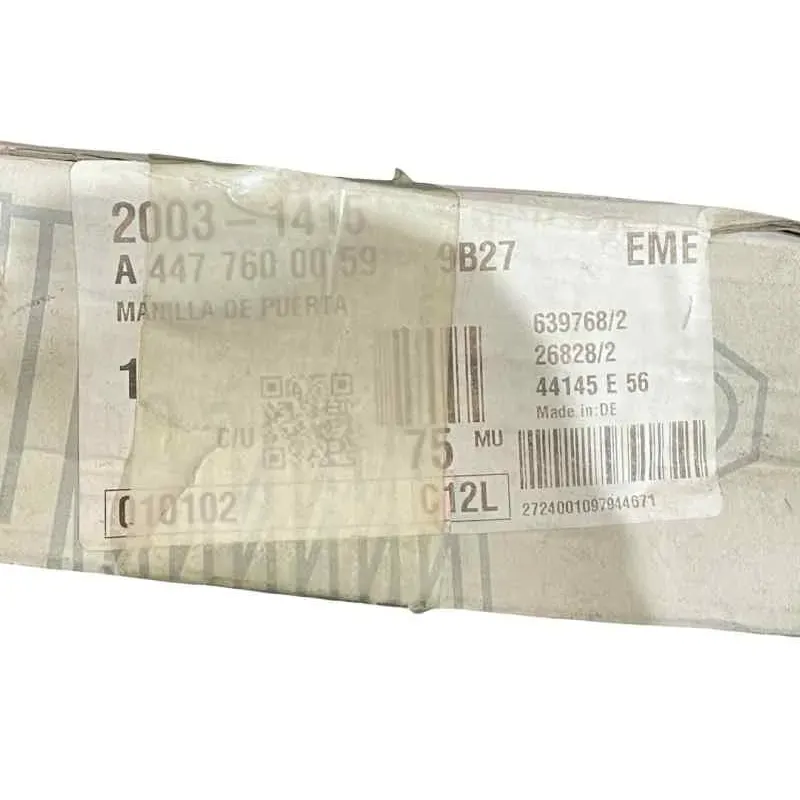 2003-1415 9B27 EME
A 447 760 00 59
MANILLA DE PUERTA
639768/2
26828/2
1 44145 E 56
Made in: DE
C/U 75 MU
010102 C12L
2724001097944671